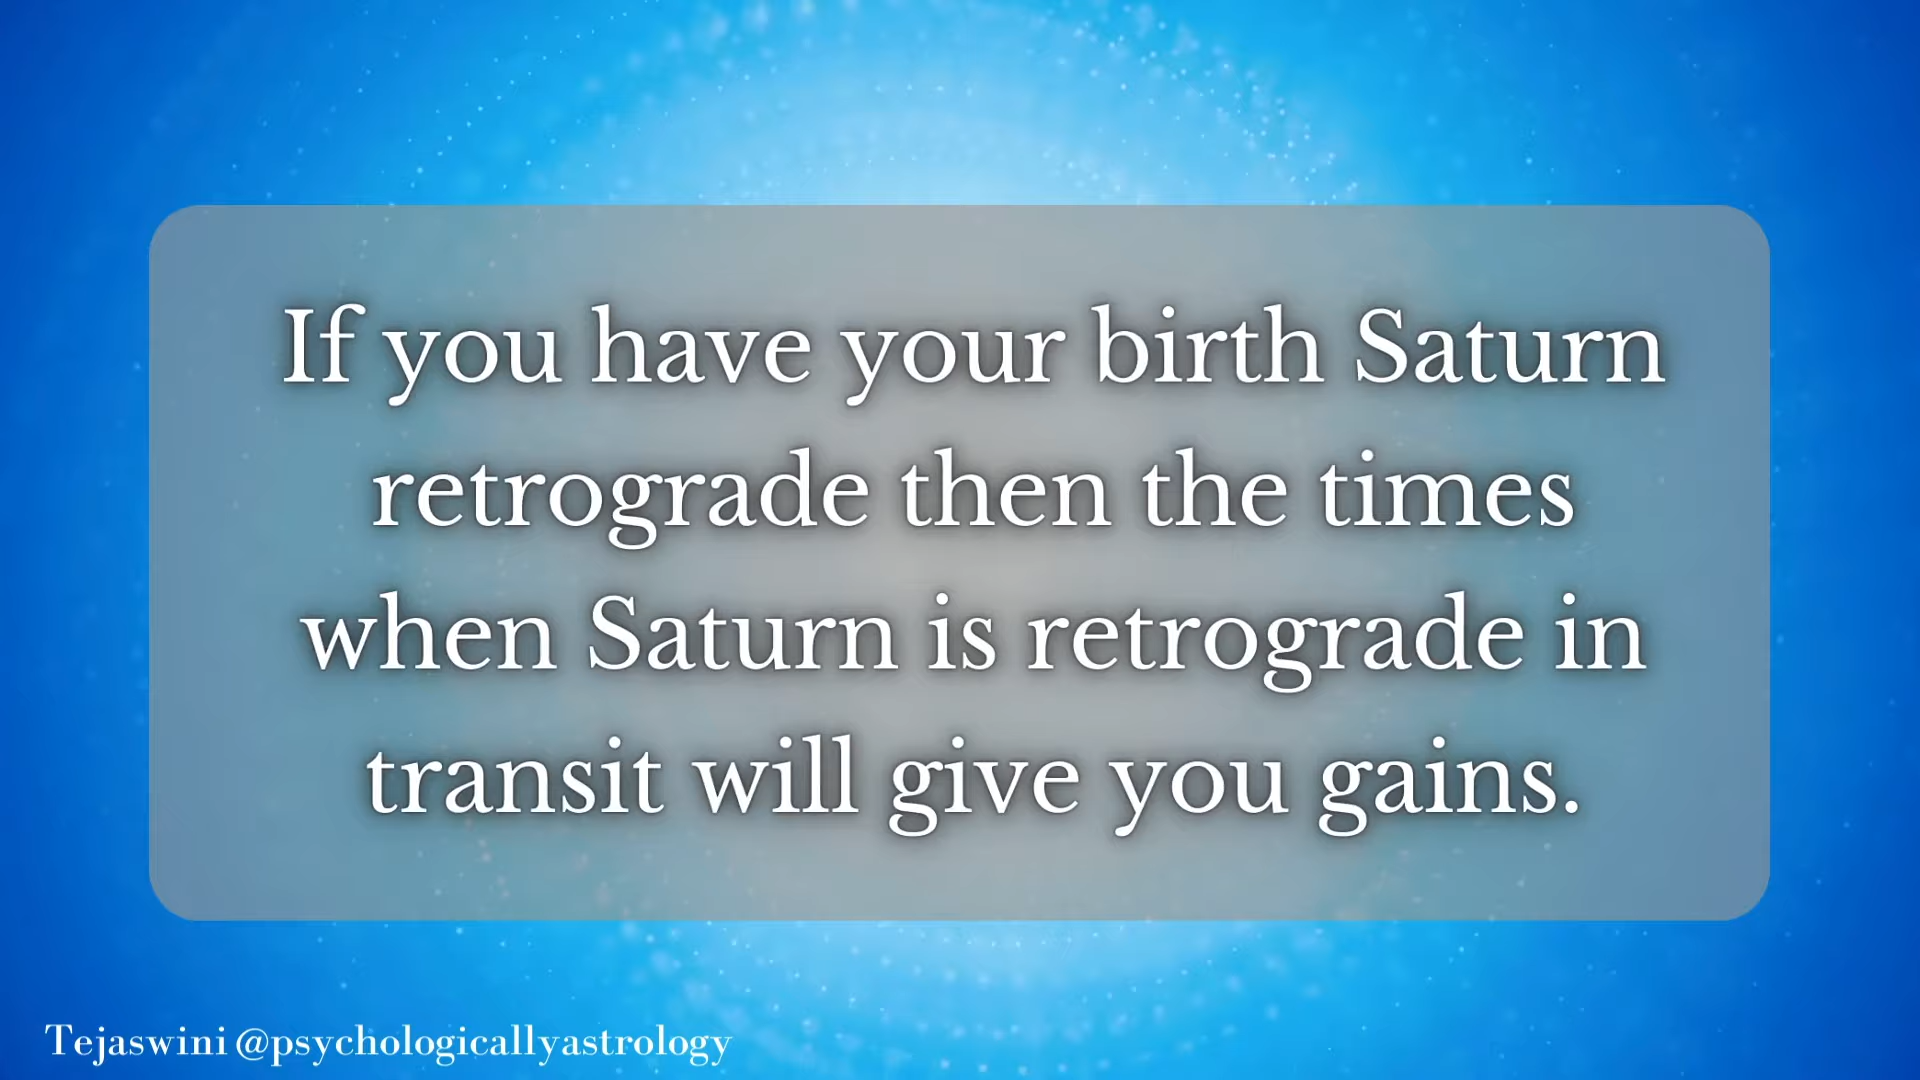 If you have your birth Saturn
retrograde then the times
when Saturn is retrograde in
transit will give you gains.
Tejaswini @psychologicallyastrology